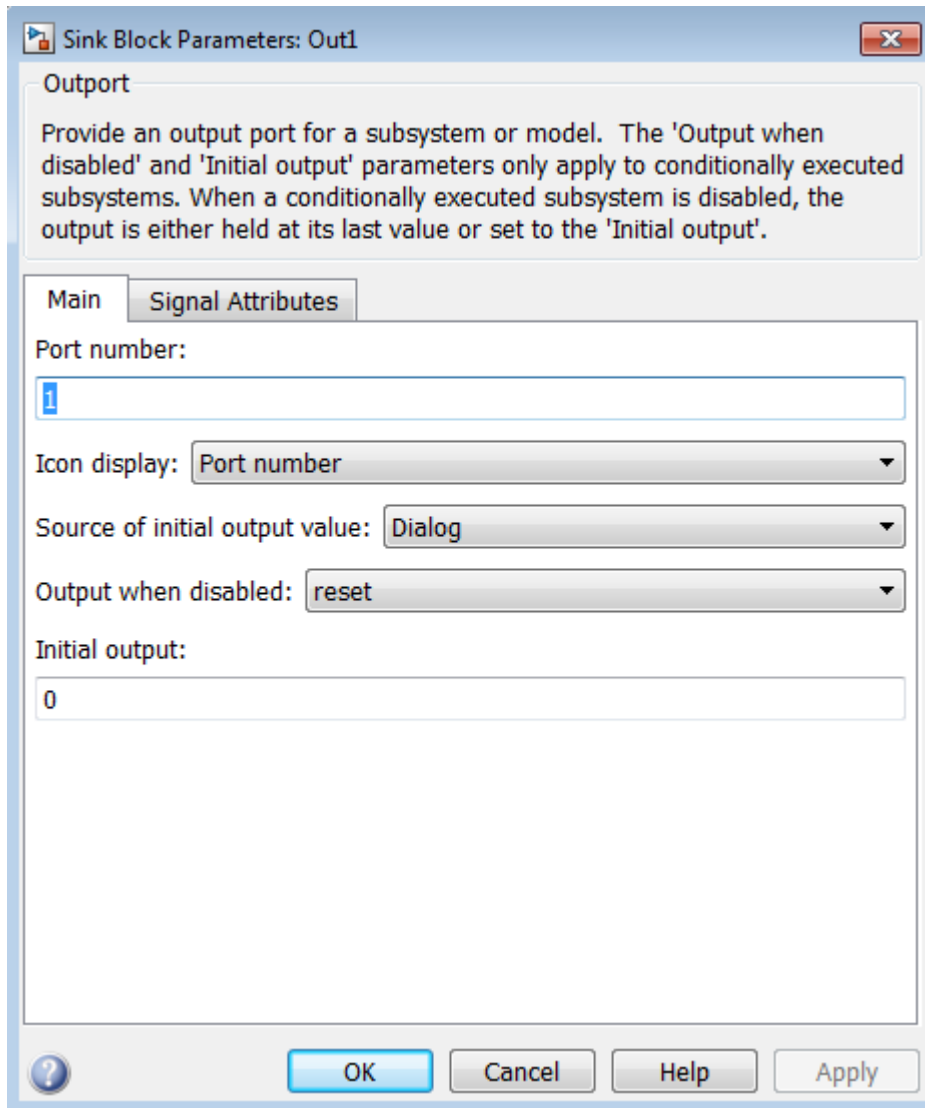 Sink Block Parameters: Out1
Outport
Provide an output port for a subsystem or model.  The 'Output when
disabled' and 'Initial output' parameters only apply to conditionally executed
subsystems. When a conditionally executed subsystem is disabled, the
output is either held at its last value or set to the 'Initial output'.
Main Signal Attributes
Port number:
1
Icon display: Port number
Source of initial output value: Dialog
Output when disabled: reset
Initial output:
0
? OK Cancel Help Apply